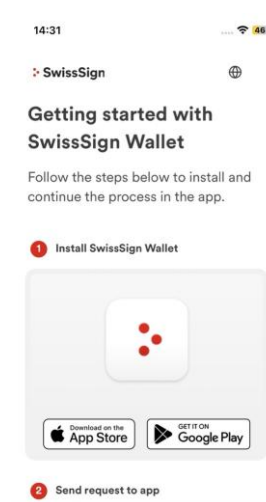 14:31
46
SwissSign
Getting started with
SwissSign Wallet
Follow the steps below to install and
continue the process in the app.
1 Install SwissSign Wallet
Download on the
App Store
GET IT ON
Google Play
2 Send request to app